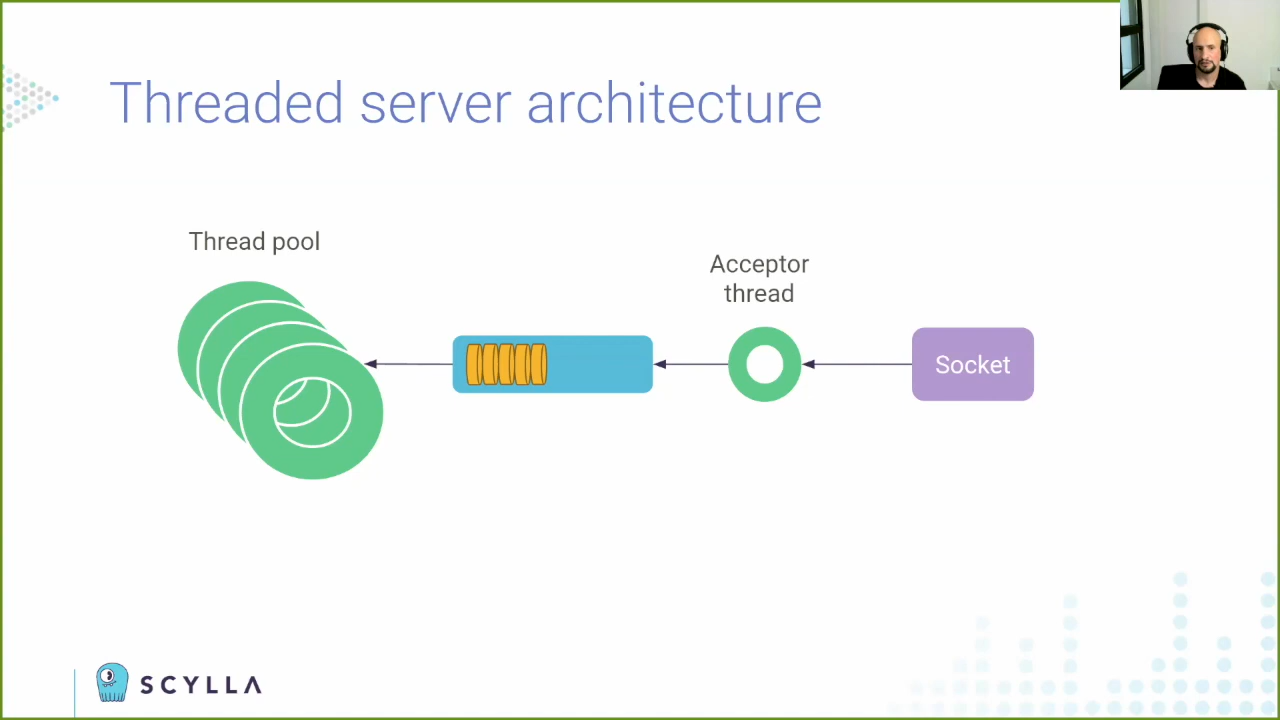 Threaded server architecture
Thread pool
Acceptor
thread
Socket
SCYLLA